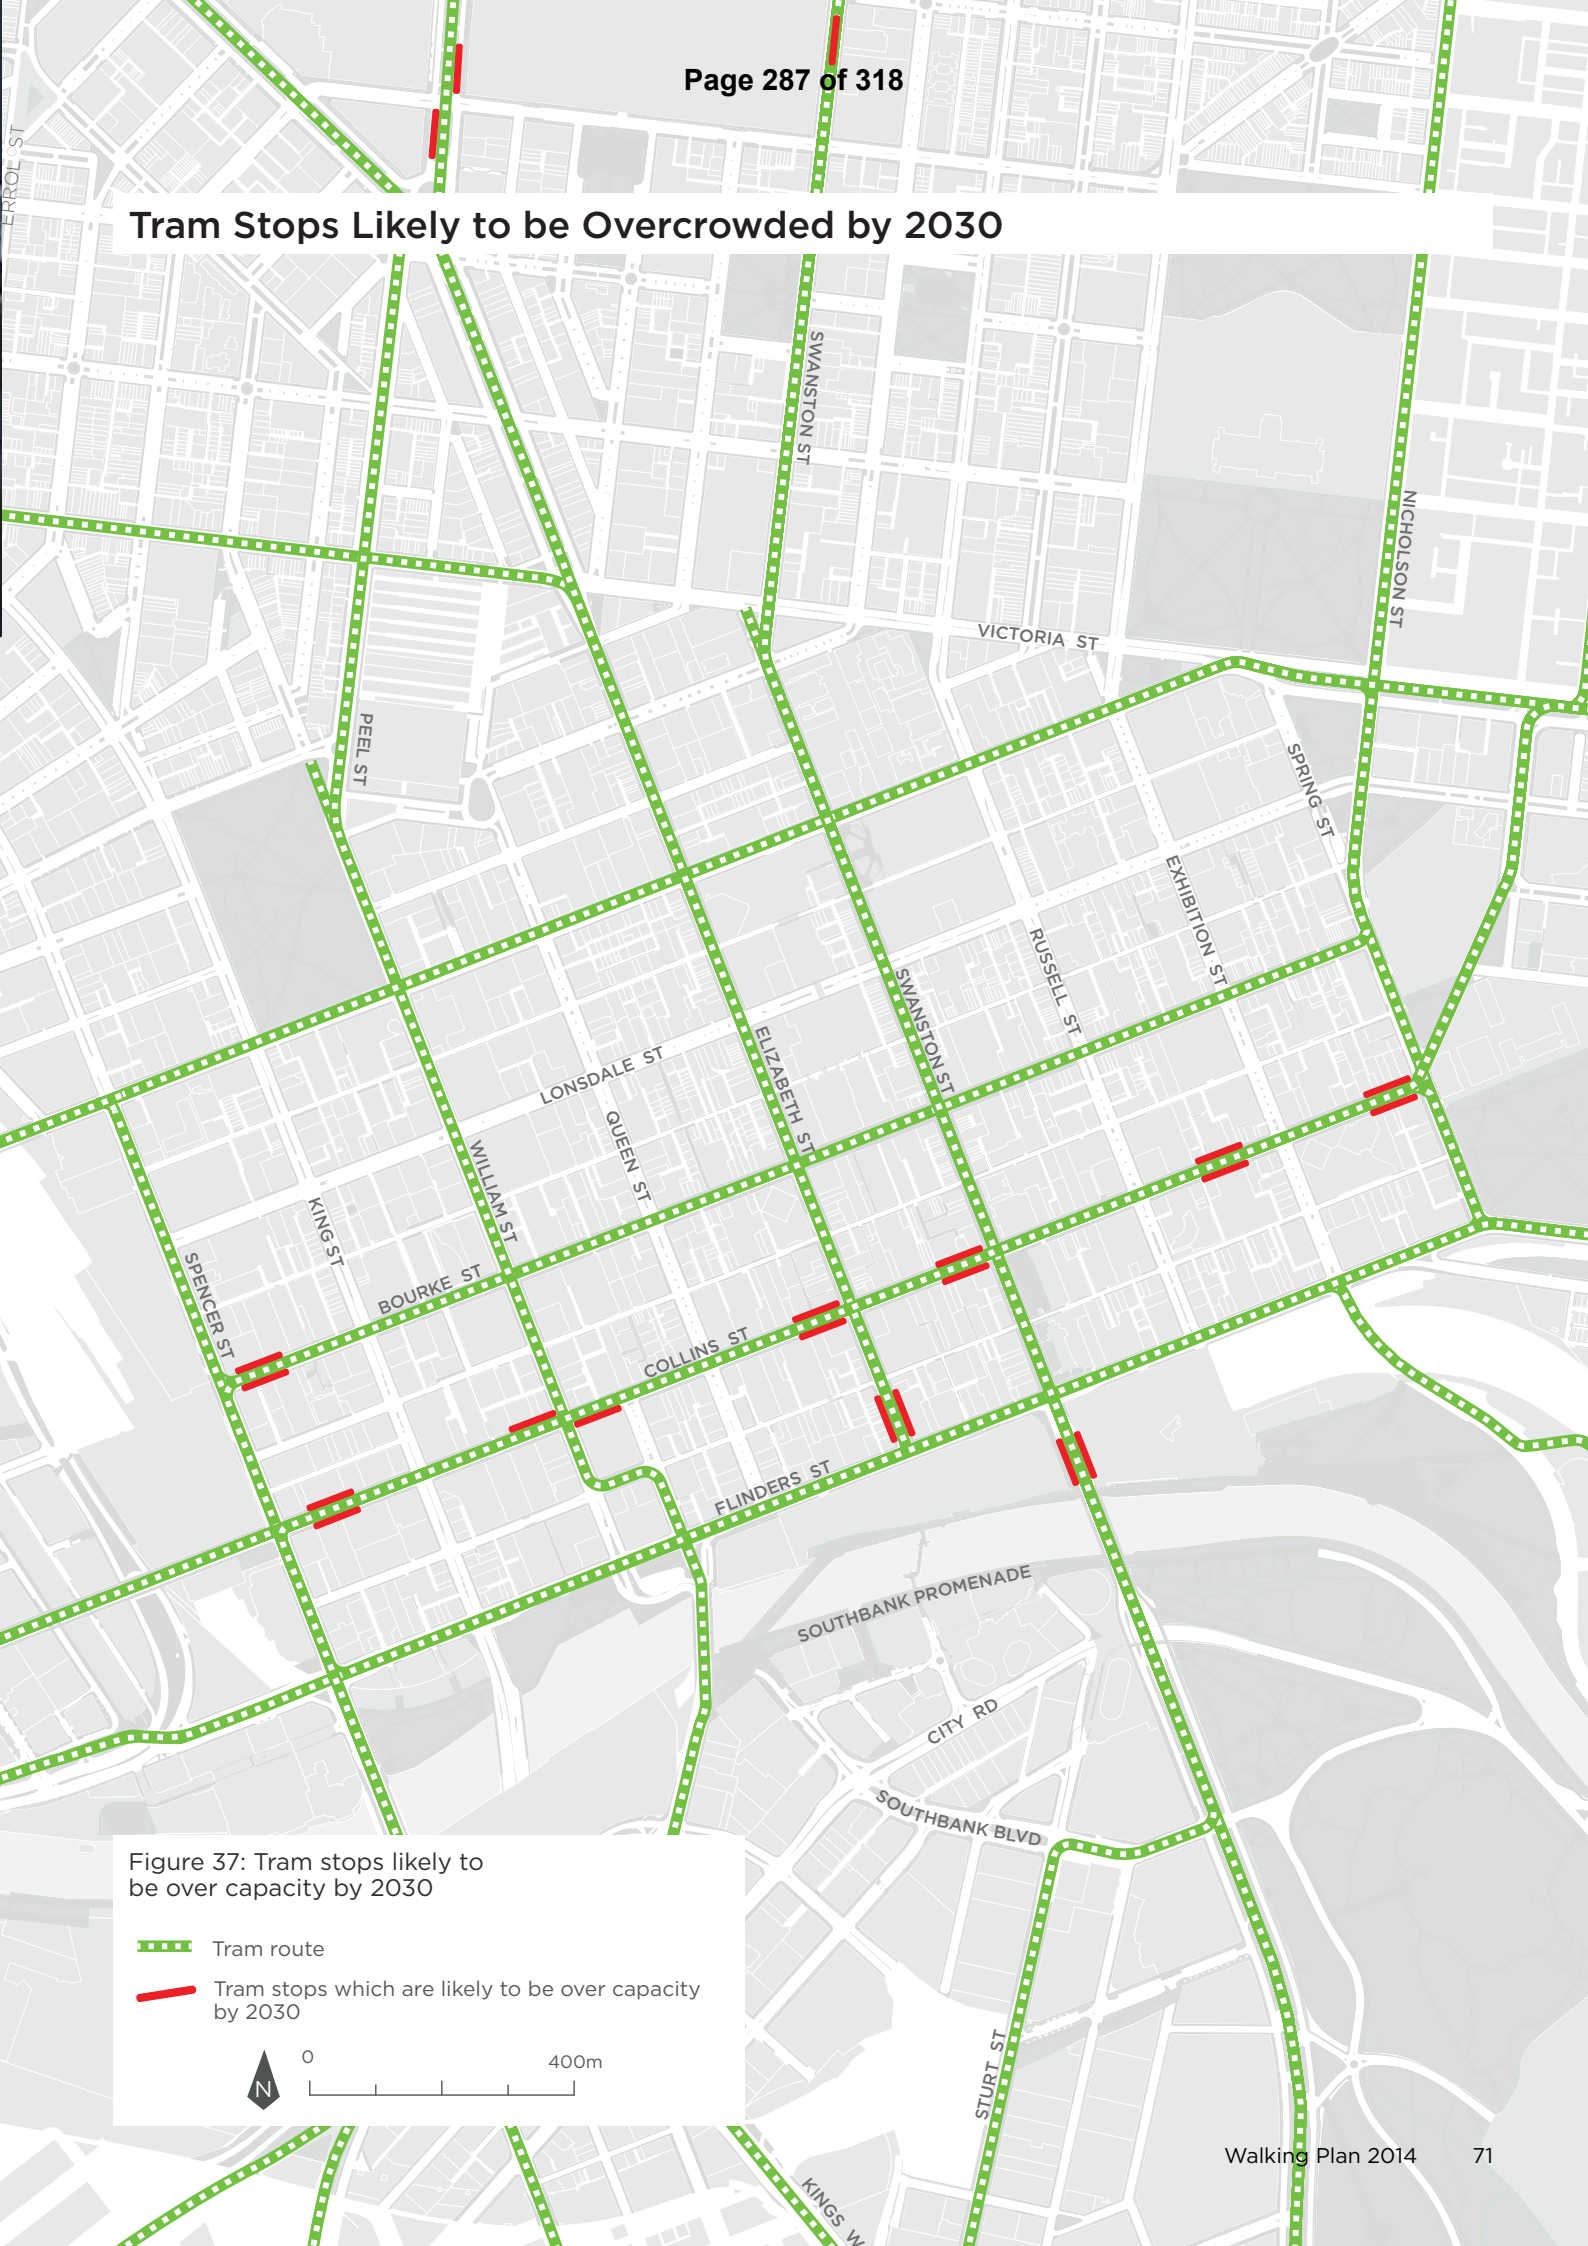 Page 287 of 318
ERROL ST
Tram Stops Likely to be Overcrowded by 2030
SWANSTON ST
NICHOLSON ST
VICTORIA ST
PEEL ST
SPRING ST
EXHIBITION ST
RUSSELL ST
SWANSTON ST
ELIZABETH ST
LONSDALE ST
QUEEN ST
WILLIAM ST
KING ST
SPENCER ST
BOURKE ST
COLLINS ST
FLINDERS ST
SOUTHBANK PROMENADE
CITY RD
SOUTHBANK BLVD
Figure 37: Tram stops likely to
be over capacity by 2030
Tram route
Tram stops which are likely to be over capacity
by 2030
0 400m
N
STURT ST
KINGS W
Walking Plan 2014 71